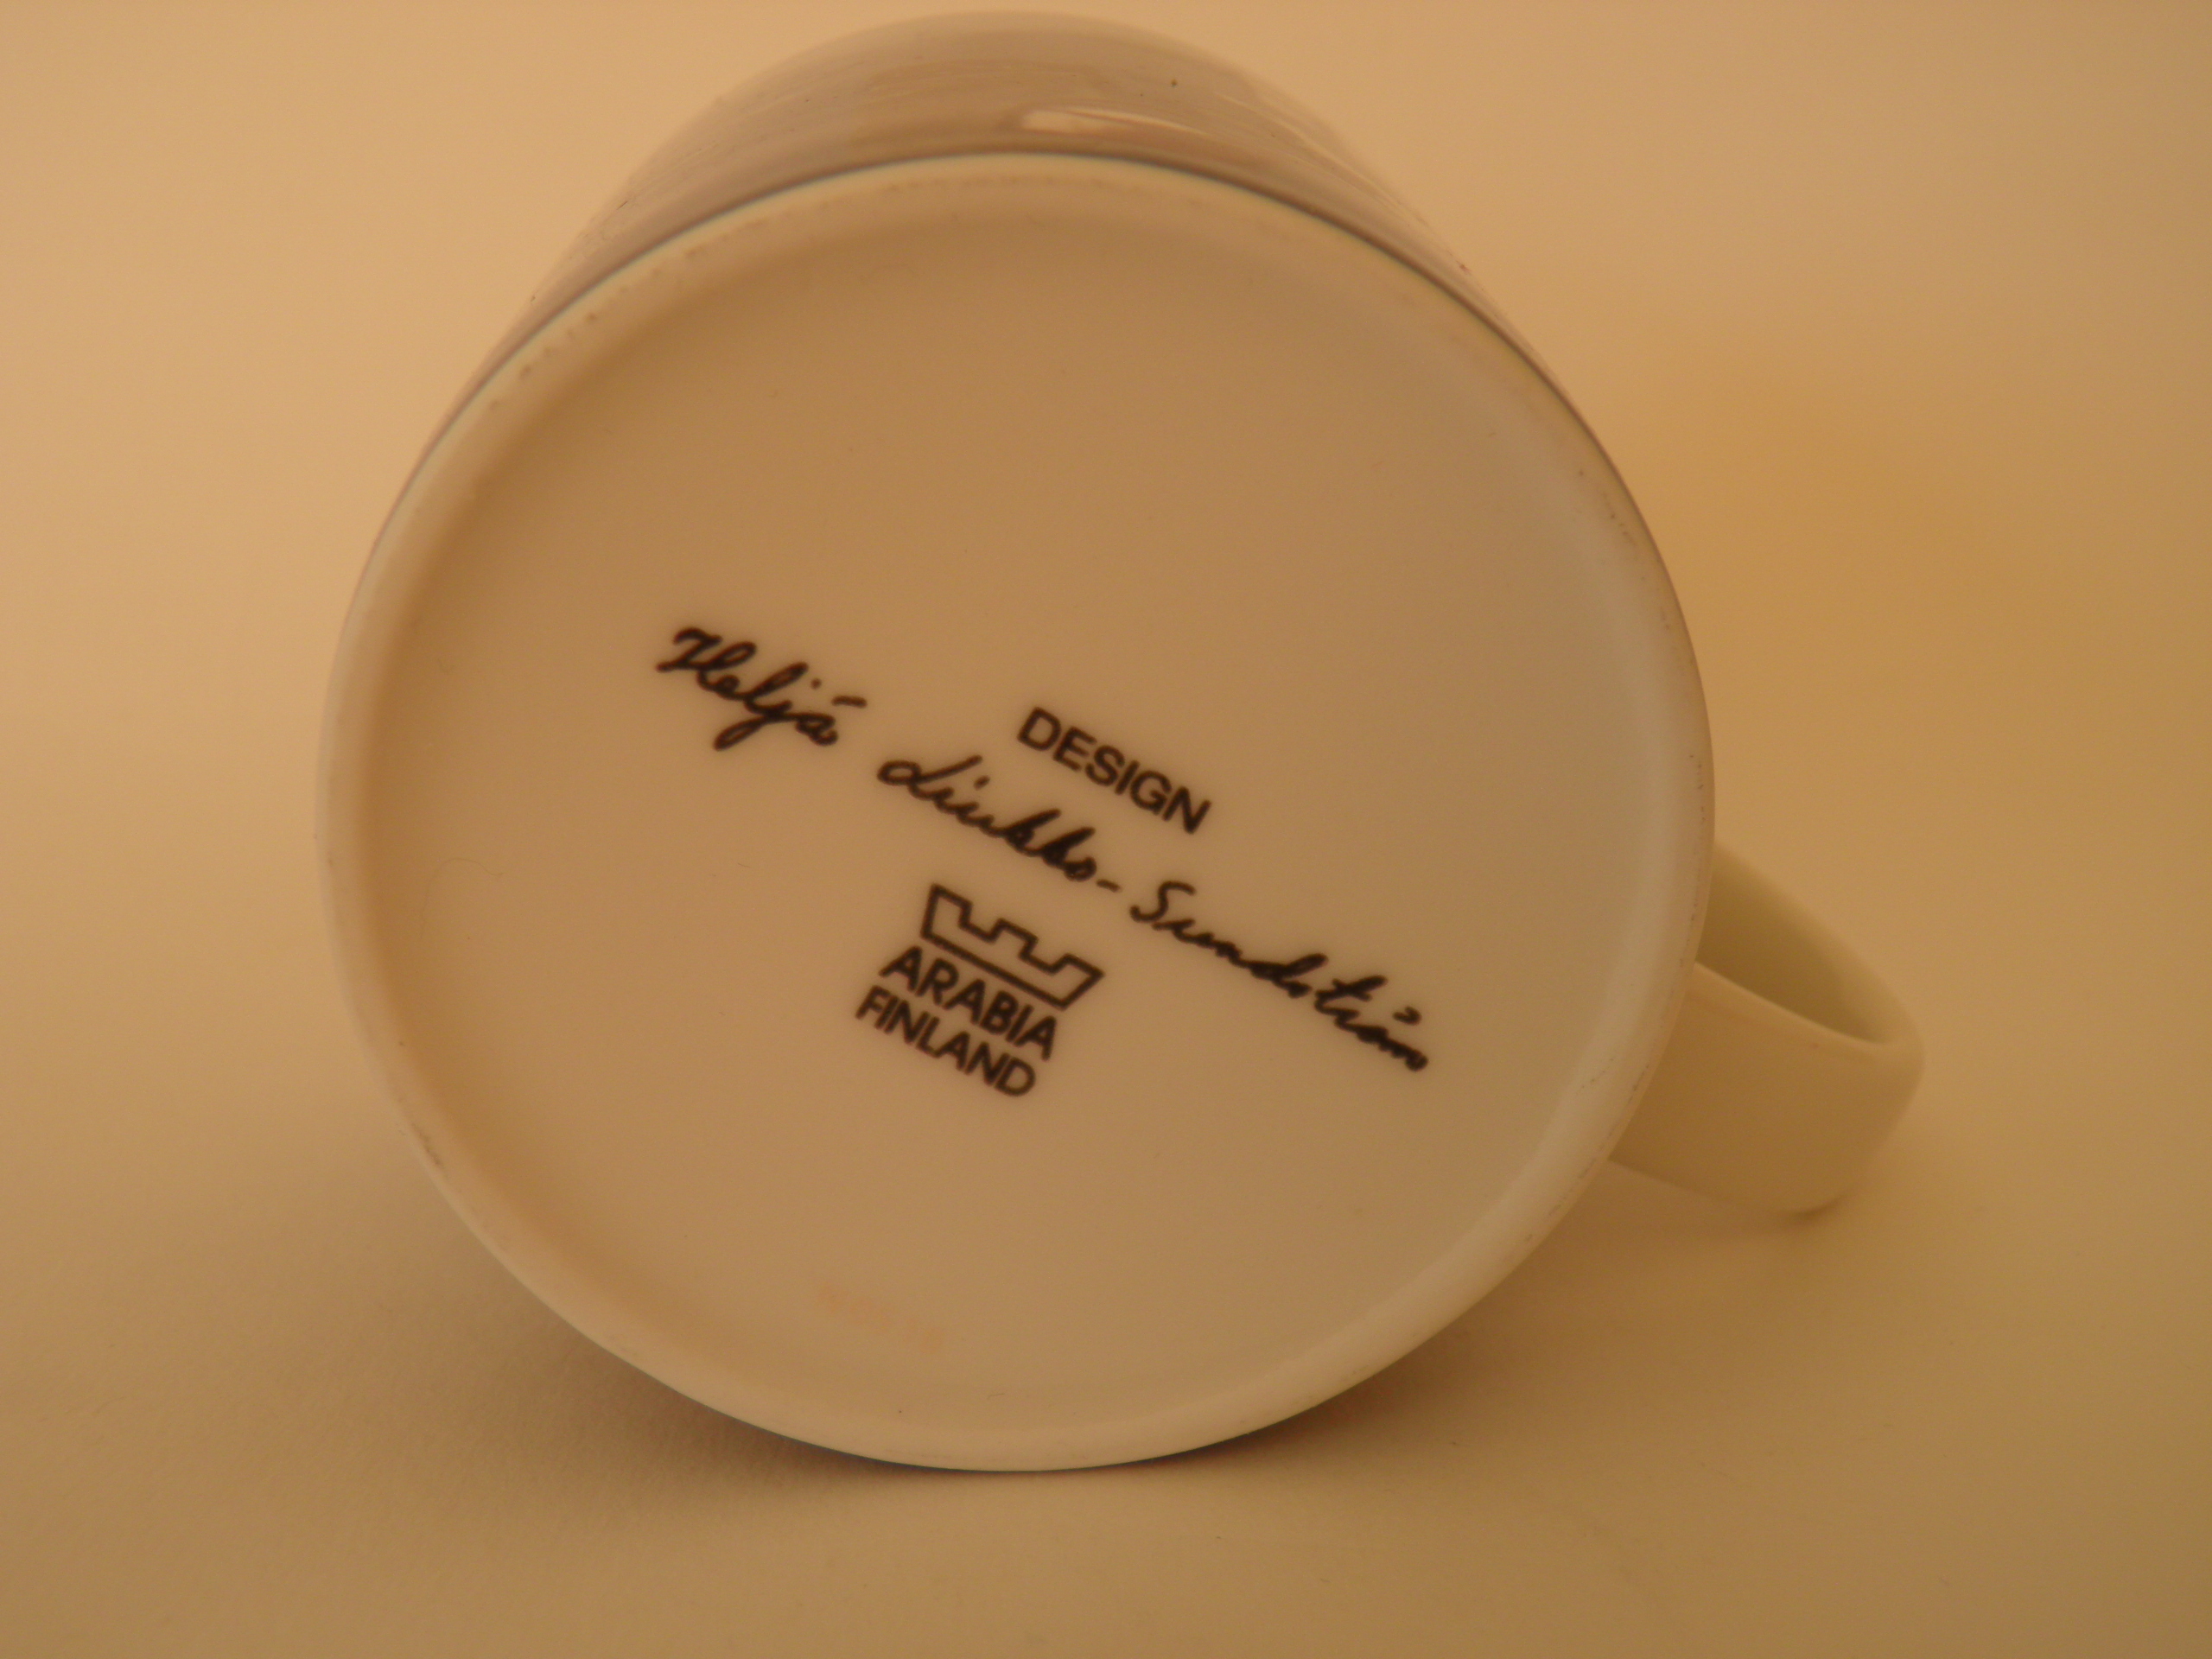 DESIGN
Heljä Liukko-Sundström
ARABIA
FINLAND